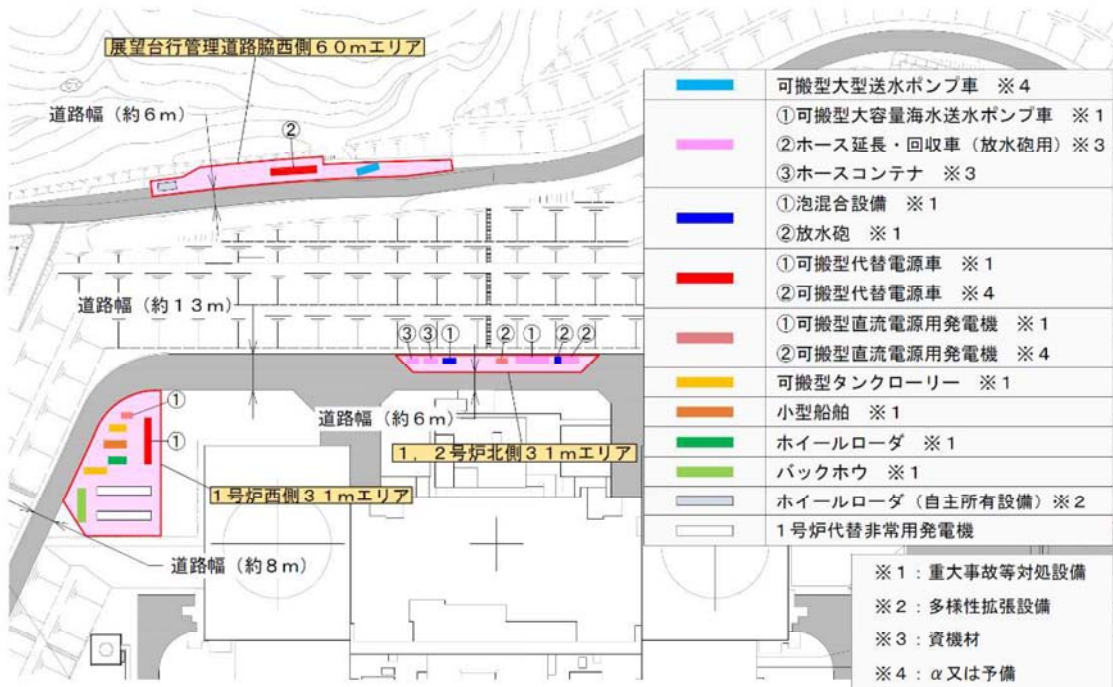 展望台行管理道路脇西側60mエリア
道路幅（約6m）
②
道路幅（約13m）
③ ③ ① ② ① ② ②
道路幅（約6m）
1，2号炉北側31mエリア
①
①
1号炉西側31mエリア
道路幅（約8m）
可搬型大型送水ポンプ車 ※4
①可搬型大容量海水送水ポンプ車 ※1
②ホース延長・回収車（放水砲用）※3
③ホースコンテナ ※3
①泡混合設備 ※1
②放水砲 ※1
①可搬型代替電源車 ※1
②可搬型代替電源車 ※4
①可搬型直流電源用発電機 ※1
②可搬型直流電源用発電機 ※4
可搬型タンクローリー ※1
小型船舶 ※1
ホイールローダ ※1
バックホウ ※1
ホイールローダ（自主所有設備）※2
1号炉代替非常用発電機
※1：重大事故等対処設備
※2：多様性拡張設備
※3：資機材
※4：α又は予備